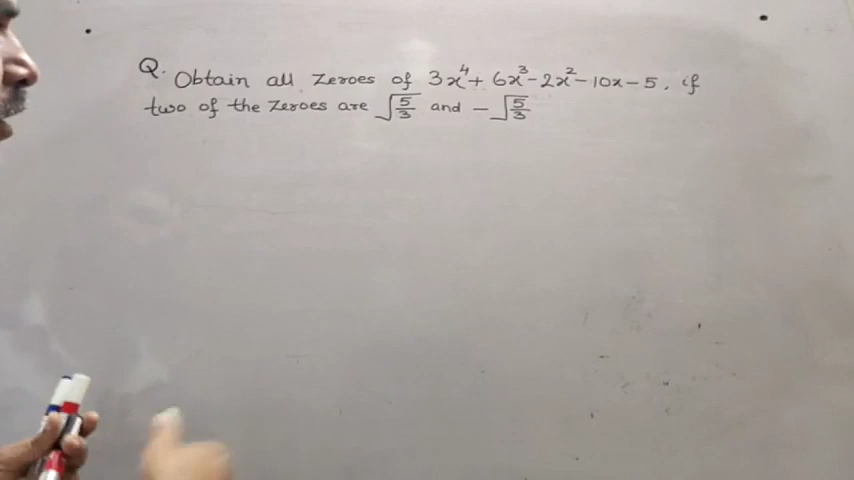 Q. Obtain all zeroes of 3x⁴ + 6x³ - 2x² - 10x - 5, if
two of the zeroes are √(5/3) and - √(5/3)